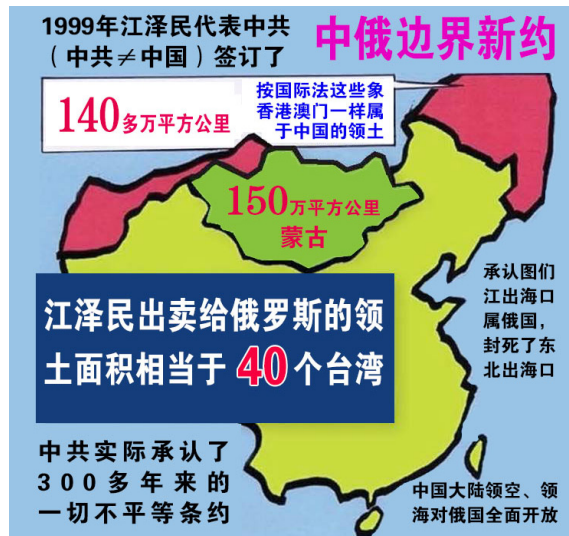 1999年江泽民代表中共
（中共≠中国）签订了
中俄边界新约
140多万平方公里
按国际法这些象
香港澳门一样属
于中国的领土
150万平方公里
蒙古
江泽民出卖给俄罗斯的领
土面积相当于 40 个台湾
承认图们
江出海口
属俄国，
封死了东
北出海口
中共实际承认了
300多年来的
一切不平等条约
中国大陆领空、领
海对俄国全面开放